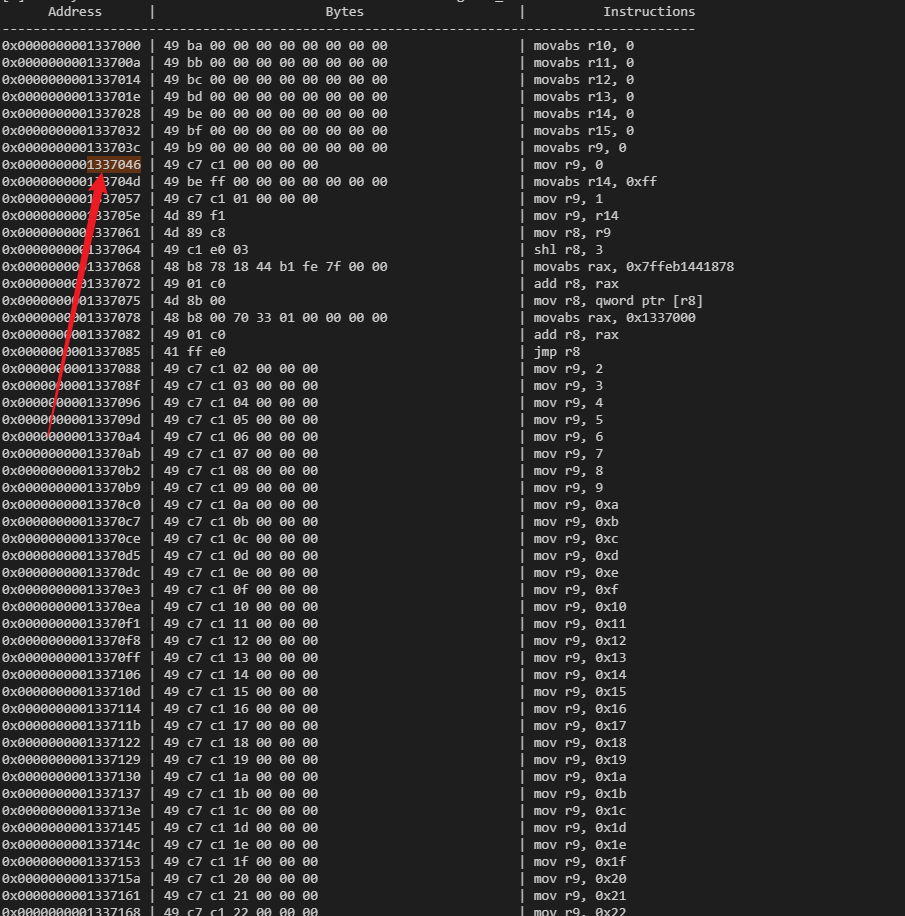 Address | Bytes | Instructions
------------------------------------------------------------------------------------------
0x0000000001337000 | 49 ba 00 00 00 00 00 00 00 00 | movabs r10, 0
0x000000000133700a | 49 bb 00 00 00 00 00 00 00 00 | movabs r11, 0
0x0000000001337014 | 49 bc 00 00 00 00 00 00 00 00 | movabs r12, 0
0x000000000133701e | 49 bd 00 00 00 00 00 00 00 00 | movabs r13, 0
0x0000000001337028 | 49 be 00 00 00 00 00 00 00 00 | movabs r14, 0
0x0000000001337032 | 49 bf 00 00 00 00 00 00 00 00 | movabs r15, 0
0x000000000133703c | 49 b9 00 00 00 00 00 00 00 00 | movabs r9, 0
0x0000000001337046 | 49 c7 c1 00 00 00 00 | mov r9, 0
0x000000000133704d | 49 be ff 00 00 00 00 00 00 00 | movabs r14, 0xff
0x0000000001337057 | 49 c7 c1 01 00 00 00 | mov r9, 1
0x000000000133705e | 4d 89 f1 | mov r9, r14
0x0000000001337061 | 4d 89 c8 | mov r8, r9
0x0000000001337064 | 49 c1 e0 03 | shl r8, 3
0x0000000001337068 | 48 b8 78 18 44 b1 fe 7f 00 00 | movabs rax, 0x7ffeb1441878
0x0000000001337072 | 49 01 c0 | add r8, rax
0x0000000001337075 | 4d 8b 00 | mov r8, qword ptr [r8]
0x0000000001337078 | 48 b8 00 70 33 01 00 00 00 00 | movabs rax, 0x1337000
0x0000000001337082 | 49 01 c0 | add r8, rax
0x0000000001337085 | 41 ff e0 | jmp r8
0x0000000001337088 | 49 c7 c1 02 00 00 00 | mov r9, 2
0x000000000133708f | 49 c7 c1 03 00 00 00 | mov r9, 3
0x0000000001337096 | 49 c7 c1 04 00 00 00 | mov r9, 4
0x000000000133709d | 49 c7 c1 05 00 00 00 | mov r9, 5
0x00000000013370a4 | 49 c7 c1 06 00 00 00 | mov r9, 6
0x00000000013370ab | 49 c7 c1 07 00 00 00 | mov r9, 7
0x00000000013370b2 | 49 c7 c1 08 00 00 00 | mov r9, 8
0x00000000013370b9 | 49 c7 c1 09 00 00 00 | mov r9, 9
0x00000000013370c0 | 49 c7 c1 0a 00 00 00 | mov r9, 0xa
0x00000000013370c7 | 49 c7 c1 0b 00 00 00 | mov r9, 0xb
0x00000000013370ce | 49 c7 c1 0c 00 00 00 | mov r9, 0xc
0x00000000013370d5 | 49 c7 c1 0d 00 00 00 | mov r9, 0xd
0x00000000013370dc | 49 c7 c1 0e 00 00 00 | mov r9, 0xe
0x00000000013370e3 | 49 c7 c1 0f 00 00 00 | mov r9, 0xf
0x00000000013370ea | 49 c7 c1 10 00 00 00 | mov r9, 0x10
0x00000000013370f1 | 49 c7 c1 11 00 00 00 | mov r9, 0x11
0x00000000013370f8 | 49 c7 c1 12 00 00 00 | mov r9, 0x12
0x00000000013370ff | 49 c7 c1 13 00 00 00 | mov r9, 0x13
0x0000000001337106 | 49 c7 c1 14 00 00 00 | mov r9, 0x14
0x000000000133710d | 49 c7 c1 15 00 00 00 | mov r9, 0x15
0x0000000001337114 | 49 c7 c1 16 00 00 00 | mov r9, 0x16
0x000000000133711b | 49 c7 c1 17 00 00 00 | mov r9, 0x17
0x0000000001337122 | 49 c7 c1 18 00 00 00 | mov r9, 0x18
0x0000000001337129 | 49 c7 c1 19 00 00 00 | mov r9, 0x19
0x0000000001337130 | 49 c7 c1 1a 00 00 00 | mov r9, 0x1a
0x0000000001337137 | 49 c7 c1 1b 00 00 00 | mov r9, 0x1b
0x000000000133713e | 49 c7 c1 1c 00 00 00 | mov r9, 0x1c
0x0000000001337145 | 49 c7 c1 1d 00 00 00 | mov r9, 0x1d
0x000000000133714c | 49 c7 c1 1e 00 00 00 | mov r9, 0x1e
0x0000000001337153 | 49 c7 c1 1f 00 00 00 | mov r9, 0x1f
0x000000000133715a | 49 c7 c1 20 00 00 00 | mov r9, 0x20
0x0000000001337161 | 49 c7 c1 21 00 00 00 | mov r9, 0x21
0x0000000001337168 | 49 c7 c1 22 00 00 00 | mov r9, 0x22